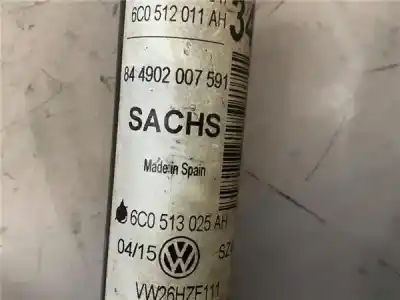 6C0 512 011 AH
34
84 4902 007 591
SACHS
Made in Spain
6C0 513 025 AH
04/15
VW26HZF111